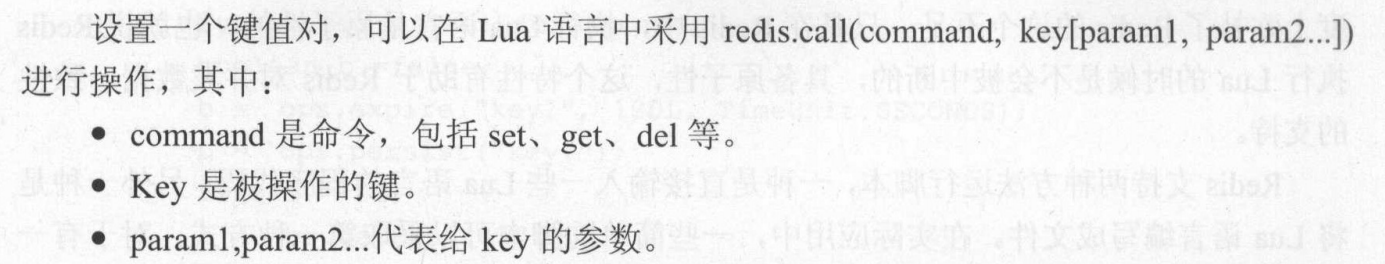 设置一个键值对，可以在 Lua 语言中采用 redis.call(command, key[param1, param2...])
进行操作，其中：
● command 是命令，包括 set、get、del 等。
● Key 是被操作的键。
● param1,param2...代表给 key 的参数。